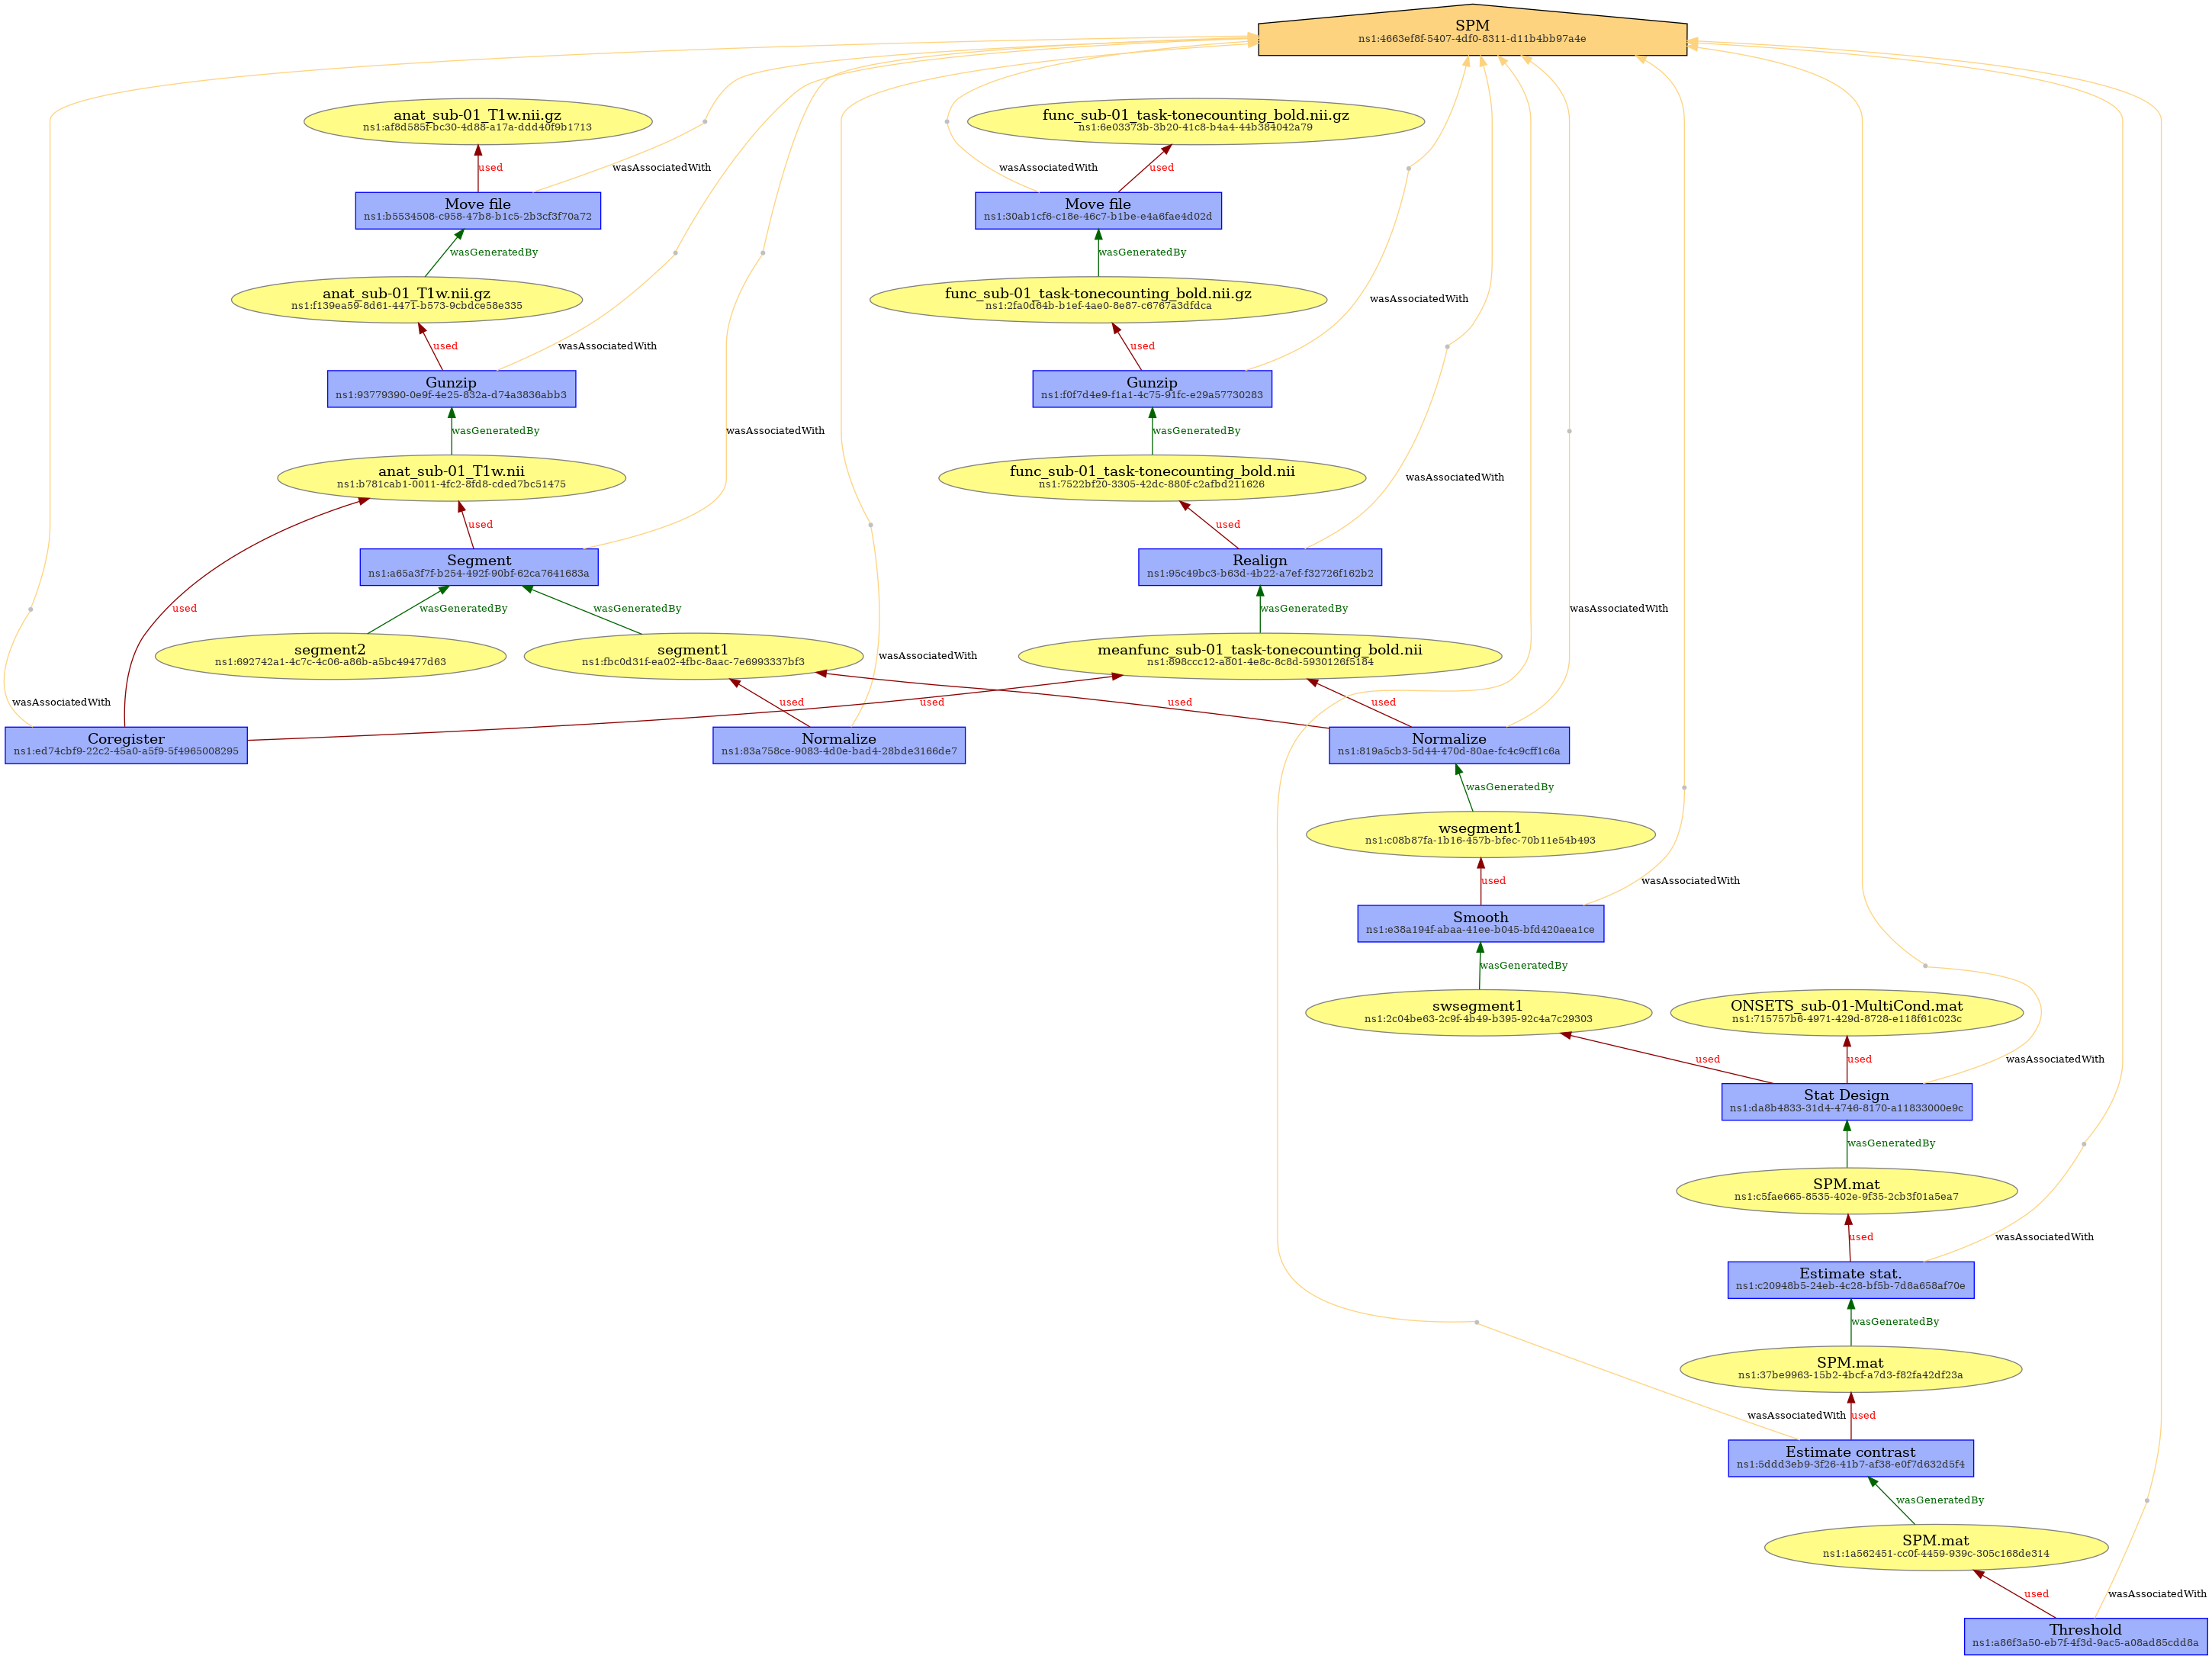 SPM
ns1:4663ef8f-5407-4df0-8311-d11b4bb97a4e
anat_sub-01_T1w.nii.gz
ns1:af8d585f-bc30-4d88-a17a-ddd40f9b1713
func_sub-01_task-tonecounting_bold.nii.gz
ns1:6e03373b-3b20-41c8-b4a4-44b384042a79
used
wasAssociatedWith
wasAssociatedWith
used
Move file
ns1:b5534508-c958-47b8-b1c5-2b3cf3f70a72
Move file
ns1:30ab1cf6-c18e-46c7-b1be-e4a6fae4d02d
wasGeneratedBy
wasGeneratedBy
anat_sub-01_T1w.nii.gz
ns1:f139ea59-8d61-4471-b573-9cbdce58e335
func_sub-01_task-tonecounting_bold.nii.gz
ns1:2fa0d64b-b1ef-4ae0-8e87-c6767a3dfdca
wasAssociatedWith
used
wasAssociatedWith
used
Gunzip
ns1:93779390-0e9f-4e25-832a-d74a3836abb3
Gunzip
ns1:f0f7d4e9-f1a1-4c75-91fc-e29a57730283
wasGeneratedBy
wasAssociatedWith
wasGeneratedBy
anat_sub-01_T1w.nii
ns1:b781cab1-0011-4fc2-8fd8-cded7bc51475
func_sub-01_task-tonecounting_bold.nii
ns1:7522bf20-3305-42dc-880f-c2afbd211626
wasAssociatedWith
used
used
Segment
ns1:a65a3f7f-b254-492f-90bf-62ca7641683a
Realign
ns1:95c49bc3-b63d-4b22-a7ef-f32726f162b2
used
wasGeneratedBy
wasGeneratedBy
wasGeneratedBy
wasAssociatedWith
segment2
ns1:692742a1-4c7c-4c06-a86b-a5bc49477d63
segment1
ns1:fbc0d31f-ea02-4fbc-8aac-7e6993337bf3
wasAssociatedWith
meanfunc_sub-01_task-tonecounting_bold.nii
ns1:898ccc12-a801-4e8c-8c8d-5930126f5184
wasAssociatedWith
used
used
used
used
Coregister
ns1:ed74cbf9-22c2-45a0-a5f9-5f4965008295
Normalize
ns1:83a758ce-9083-4d0e-bad4-28bde3166de7
Normalize
ns1:819a5cb3-5d44-470d-80ae-fc4c9cff1c6a
wasGeneratedBy
wsegment1
ns1:c08b87fa-1b16-457b-bfec-70b11e54b493
used
wasAssociatedWith
Smooth
ns1:e38a194f-abaa-41ee-b045-bfd420aea1ce
wasGeneratedBy
swsegment1
ns1:2c04be63-2c9f-4b49-b395-92c4a7c29303
ONSETS_sub-01-MultiCond.mat
ns1:715757b6-4971-429d-8728-e118f61c023c
used
used
wasAssociatedWith
Stat Design
ns1:da8b4833-31d4-4746-8170-a11833000e9c
wasGeneratedBy
SPM.mat
ns1:c5fae665-8535-402e-9f35-2cb3f01a5ea7
used
wasAssociatedWith
Estimate stat.
ns1:c20948b5-24eb-4c28-bf5b-7d8a658af70e
wasGeneratedBy
SPM.mat
ns1:37be9963-15b2-4bcf-a7d3-f82fa42df23a
wasAssociatedWith
used
Estimate contrast
ns1:5ddd3eb9-3f26-41b7-af38-e0f7d632d5f4
wasGeneratedBy
SPM.mat
ns1:1a562451-cc0f-4459-939c-305c168de314
used
wasAssociatedWith
Threshold
ns1:a86f3a50-eb7f-4f3d-9ac5-a08ad85cdd8a